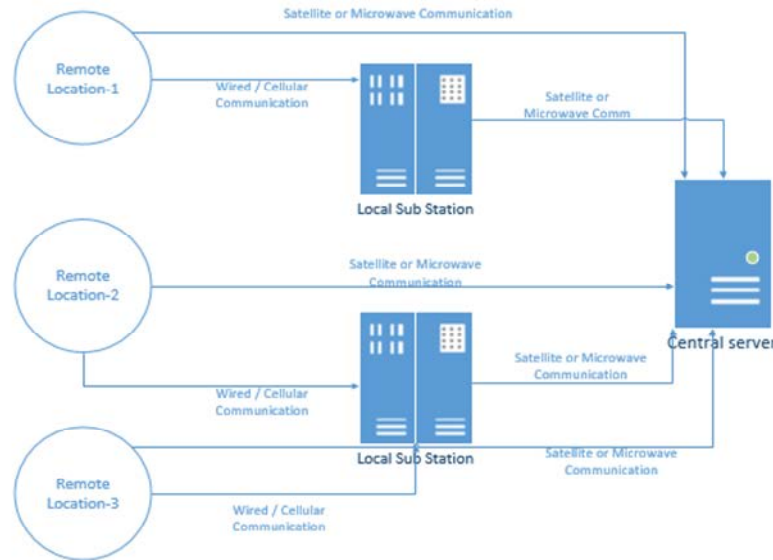 Satellite or Microwave Communication
Remote
Location-1
Wired / Cellular
Communication
Satellite or
Microwave Comm
Local Sub Station
Remote
Location-2
Satellite or Microwave
Communication
Central server
Satellite or Microwave
Communication
Wired / Cellular
Communication
Local Sub Station
Satellite or Microwave
Communication
Remote
Location-3
Wired / Cellular
Communication